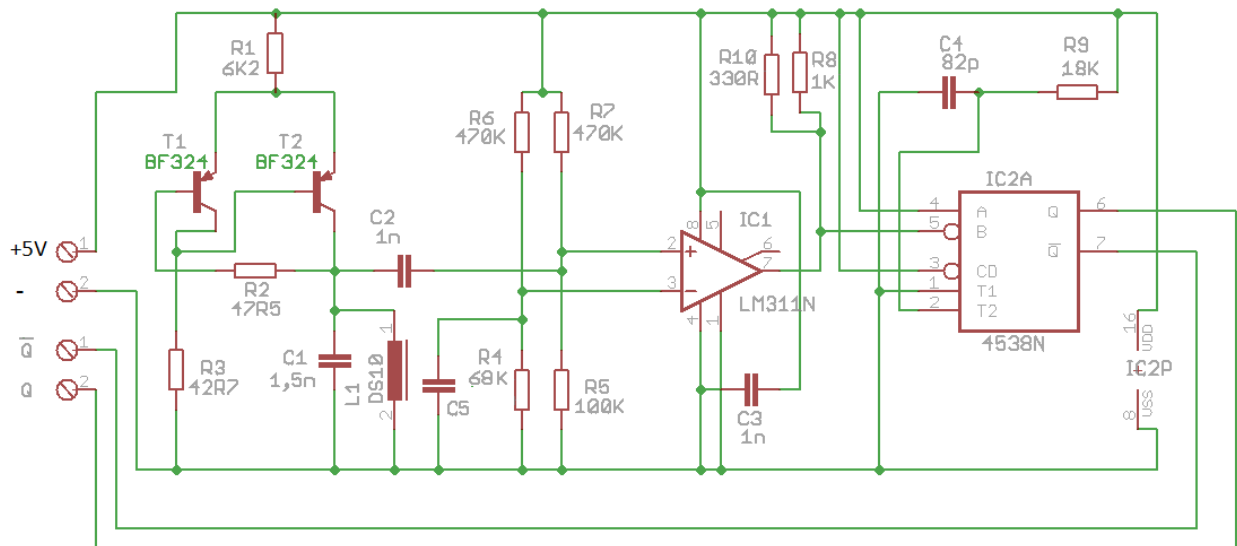 R1
6K2
T1
BF324
T2
BF324
+5V
1
-
2
Q
1
Q
2
R2
47R5
R3
42R7
C2
1n
C1
1,5n
L1
DS10
1
2
C5
R6
470K
R7
470K
R4
68K
R5
100K
IC1
LM311N
2
+
3
-
8
5
6
7
4
1
C3
1n
R10
330R
R8
1K
C4
82p
R9
18K
IC2A
4538N
4
A
5
B
3
CD
1
T1
2
T2
Q
6
Q
7
16
VDD
IC2P
+
8
VSS